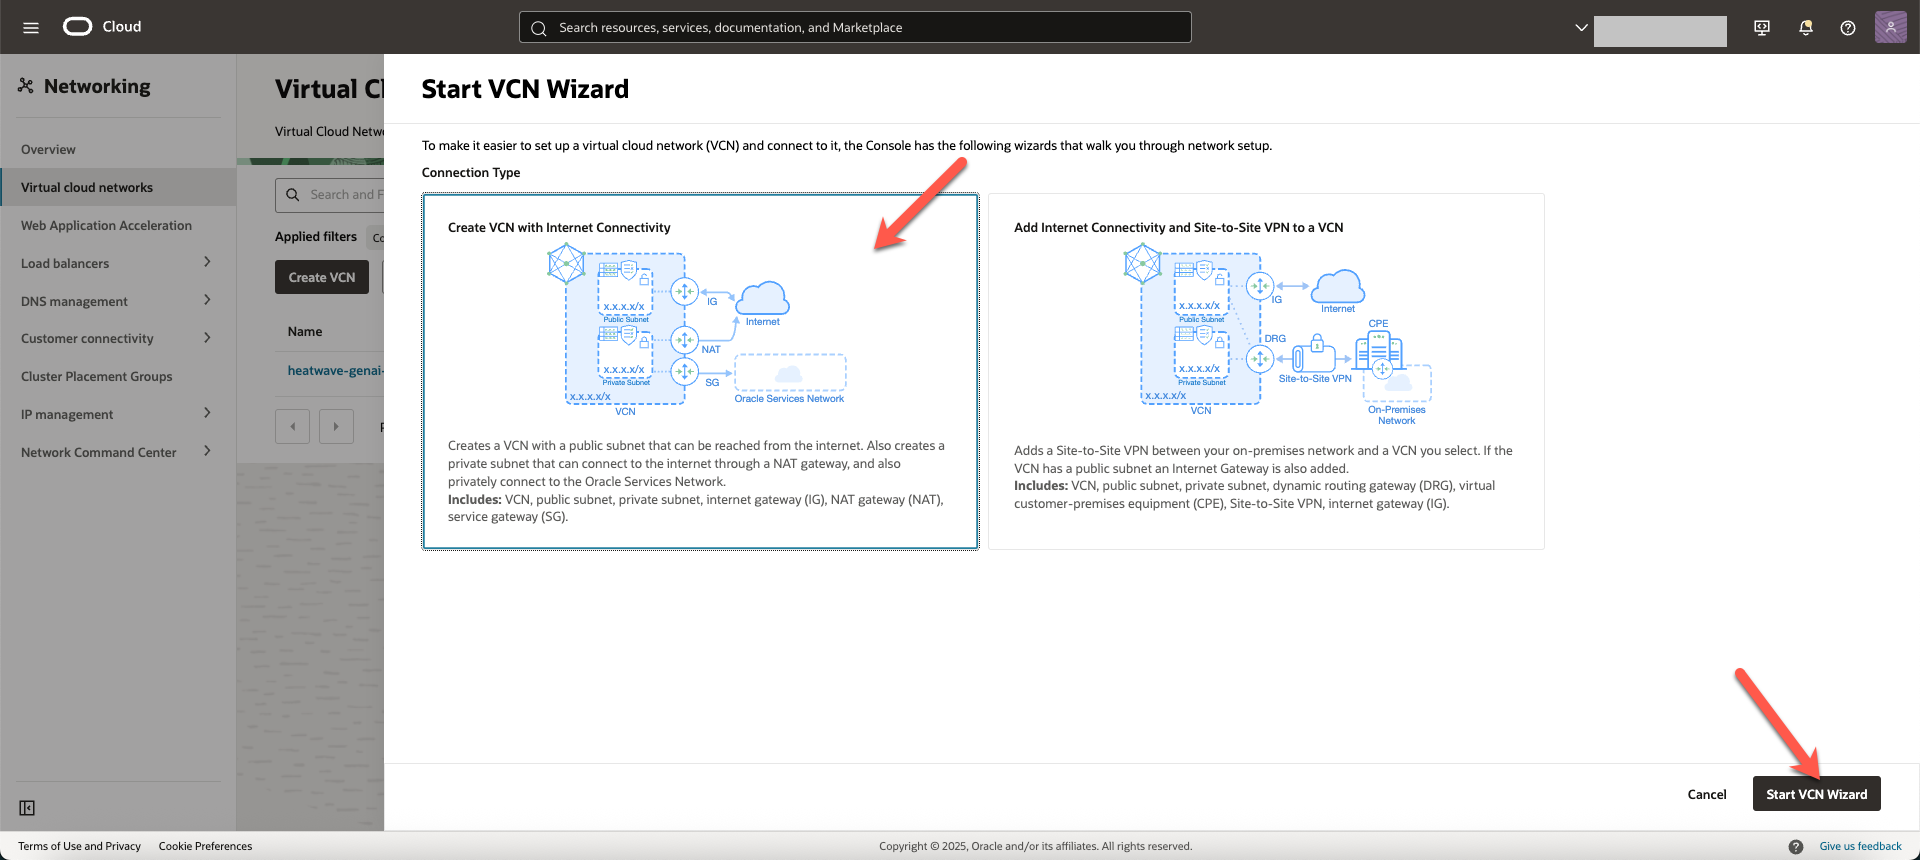 Cloud
Search resources, services, documentation, and Marketplace
Networking
Overview
Virtual cloud networks
Web Application Acceleration
Load balancers
DNS management
Customer connectivity
Cluster Placement Groups
IP management
Network Command Center
Virtual Cl
Virtual Cloud Netw
Search and F
Applied filters
Co
Create VCN
Name
heatwave-genai-
Start VCN Wizard
To make it easier to set up a virtual cloud network (VCN) and connect to it, the Console has the following wizards that walk you through network setup.
Connection Type
Create VCN with Internet Connectivity
x.x.x.x/x
Public Subnet
x.x.x.x/x
Private Subnet
x.x.x.x/x
VCN
IG
Internet
NAT
SG
Oracle Services Network
Creates a VCN with a public subnet that can be reached from the internet. Also creates a
private subnet that can connect to the internet through a NAT gateway, and also
privately connect to the Oracle Services Network.
Includes: VCN, public subnet, private subnet, internet gateway (IG), NAT gateway (NAT),
service gateway (SG).
Add Internet Connectivity and Site-to-Site VPN to a VCN
x.x.x.x/x
Public Subnet
x.x.x.x/x
Private Subnet
x.x.x.x/x
VCN
IG
Internet
DRG
CPE
Site-to-Site VPN
On-Premises
Network
Adds a Site-to-Site VPN between your on-premises network and a VCN you select. If the
VCN has a public subnet an Internet Gateway is also added.
Includes: VCN, public subnet, private subnet, dynamic routing gateway (DRG), virtual
customer-premises equipment (CPE), Site-to-Site VPN, internet gateway (IG).
Cancel
Start VCN Wizard
Terms of Use and Privacy
Cookie Preferences
Copyright © 2025, Oracle and/or its affiliates. All rights reserved.
Give us feedback